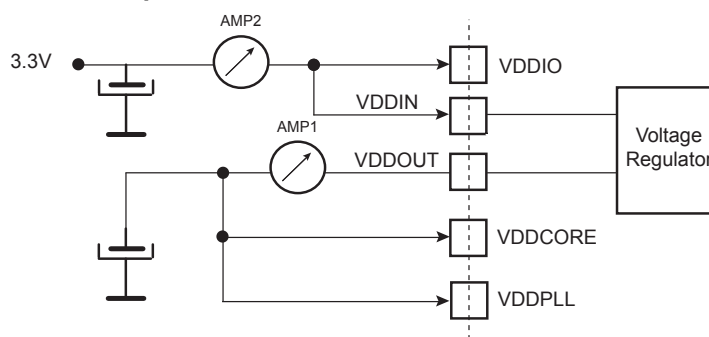 AMP2
3.3V
VDDIO
VDDIN
AMP1
VDDOUT
Voltage
Regulator
VDDCORE
VDDPLL